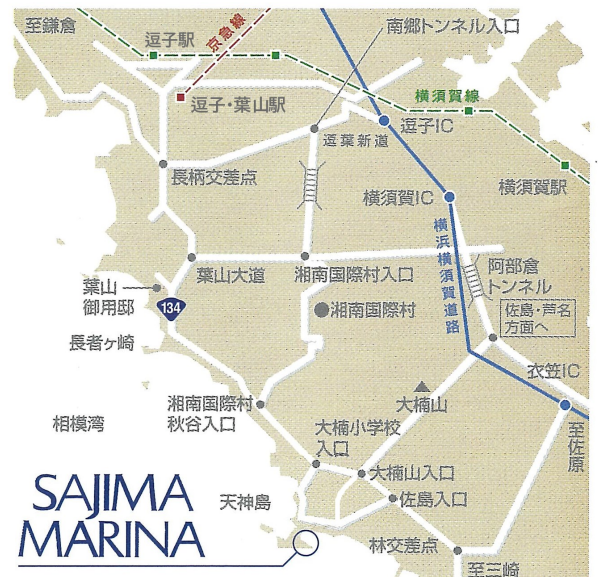 至鎌倉
逗子駅
京急線
南郷トンネル入口
逗子・葉山駅
横須賀線
逗子IC
逗葉新道
長柄交差点
横須賀IC
横須賀駅
横浜横須賀道路
葉山大道
湘南国際村入口
阿部倉
トンネル
葉山
御用邸
134
湘南国際村
佐島・芦名
方面へ
長者ヶ崎
衣笠IC
湘南国際村
秋谷入口
大楠山
相模湾
大楠小学校
入口
至佐原
大楠山入口
天神島
佐島入口
SAJIMA
MARINA
林交差点
至三崎